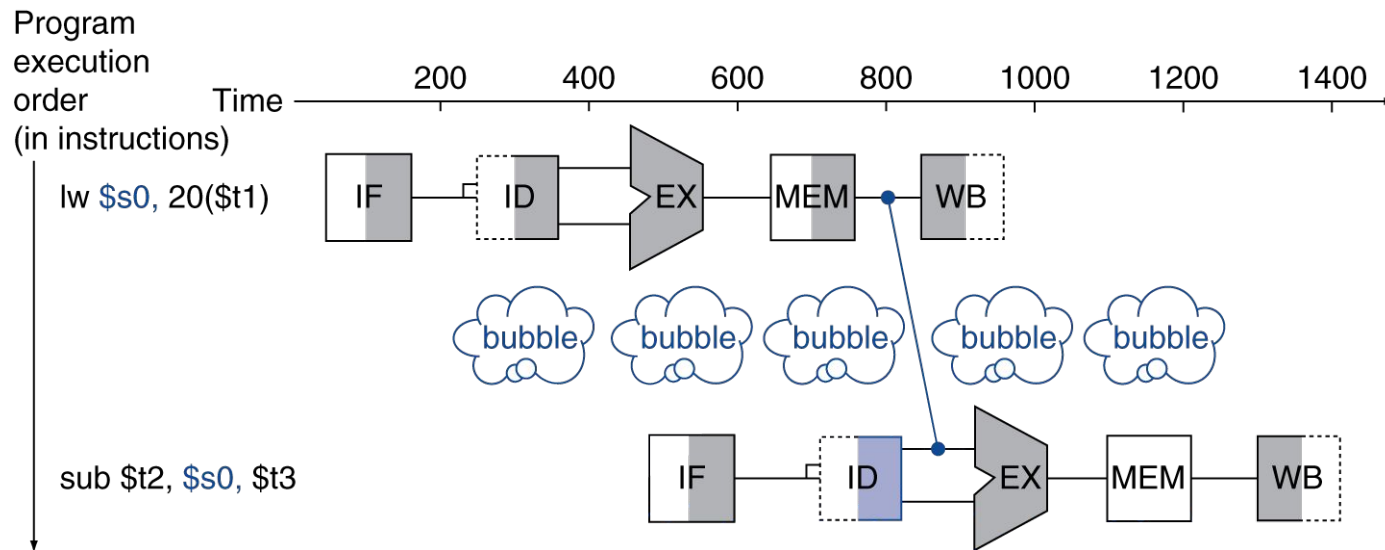 Program
execution
order
(in instructions)
Time
200 400 600 800 1000 1200 1400
lw $s0, 20($t1)
IF ID EX MEM WB
bubble bubble bubble bubble bubble
sub $t2, $s0, $t3
IF ID EX MEM WB